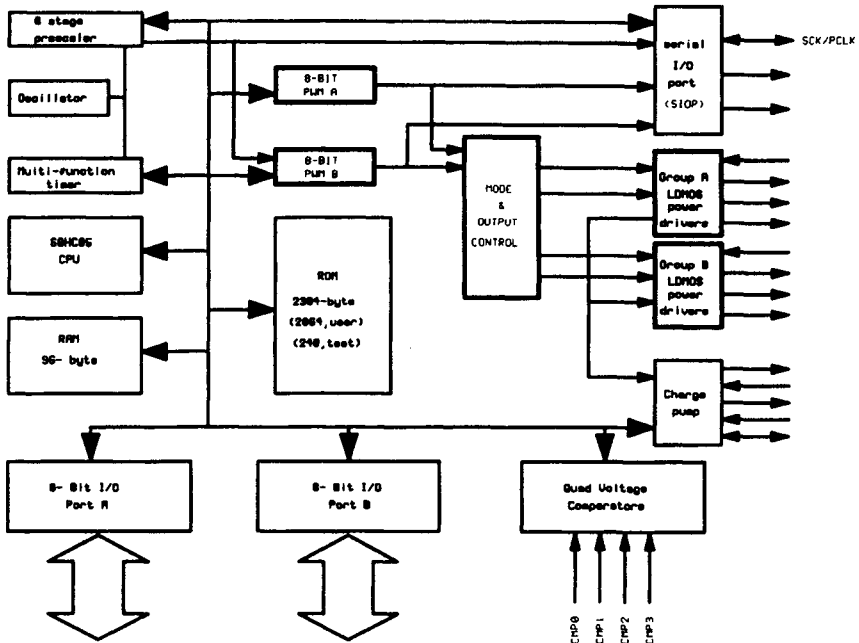 6 stage
prescaler
Oscillator
Multi-function
timer
68HC05
CPU
RAM
96- byte
8-BIT
PWM A
8-BIT
PWM B
ROM
2304-byte
(2064,user)
(240,test)
MODE
&
OUTPUT
CONTROL
serial
I/O
port
(SIOP)
SCK/PCLK
Group A
LDMOS
power
drivers
Group B
LDMOS
power
drivers
Charge
pump
8- Bit I/O
Port A
8- Bit I/O
Port B
Quad Voltage
Comparators
CMP0
CMP1
CMP2
CMP3